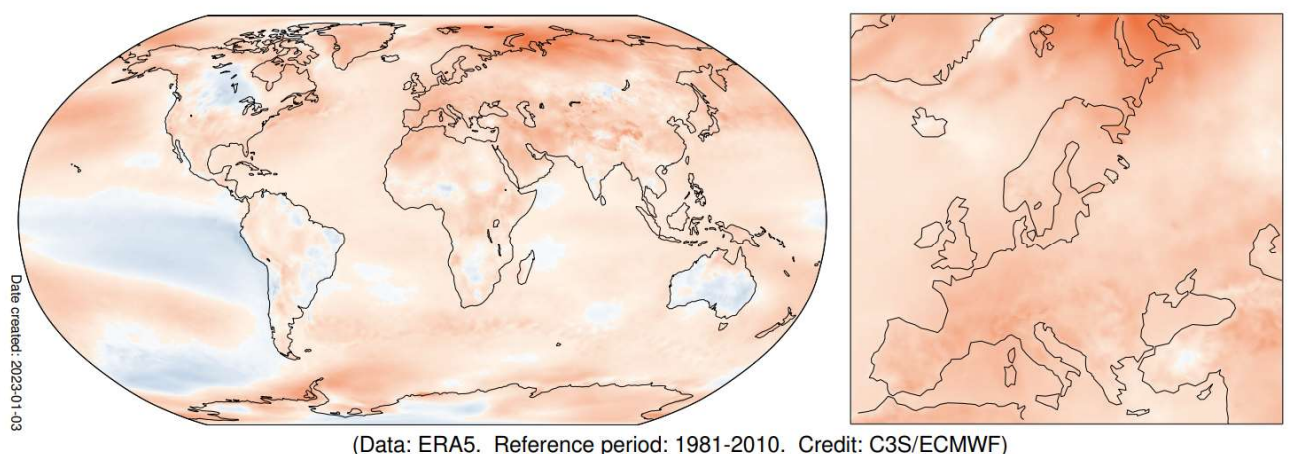 Date created: 2023-01-03
(Data: ERA5. Reference period: 1981-2010. Credit: C3S/ECMWF)